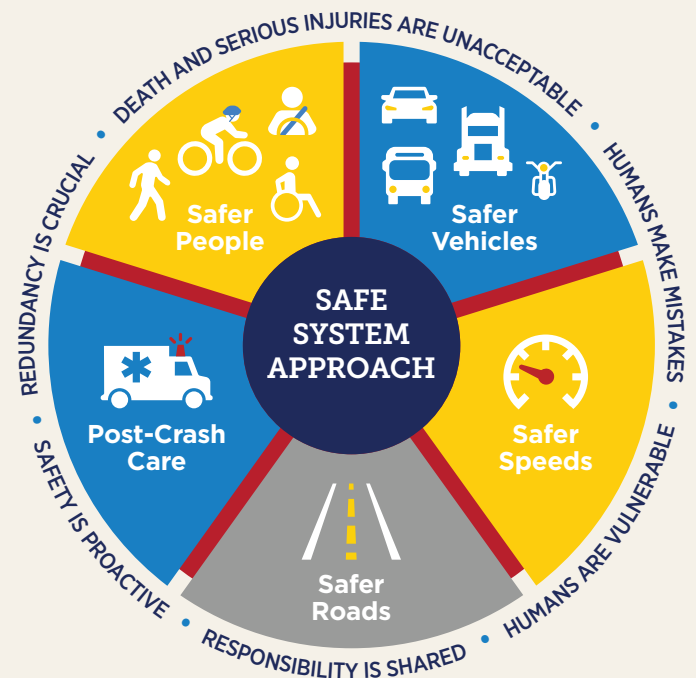 DEATH AND SERIOUS INJURIES ARE UNACCEPTABLE
HUMANS MAKE MISTAKES
HUMANS ARE VULNERABLE
RESPONSIBILITY IS SHARED
SAFETY IS PROACTIVE
REDUNDANCY IS CRUCIAL
Safer
People
Safer
Vehicles
SAFE
SYSTEM
APPROACH
Post-Crash
Care
Safer
Speeds
Safer
Roads